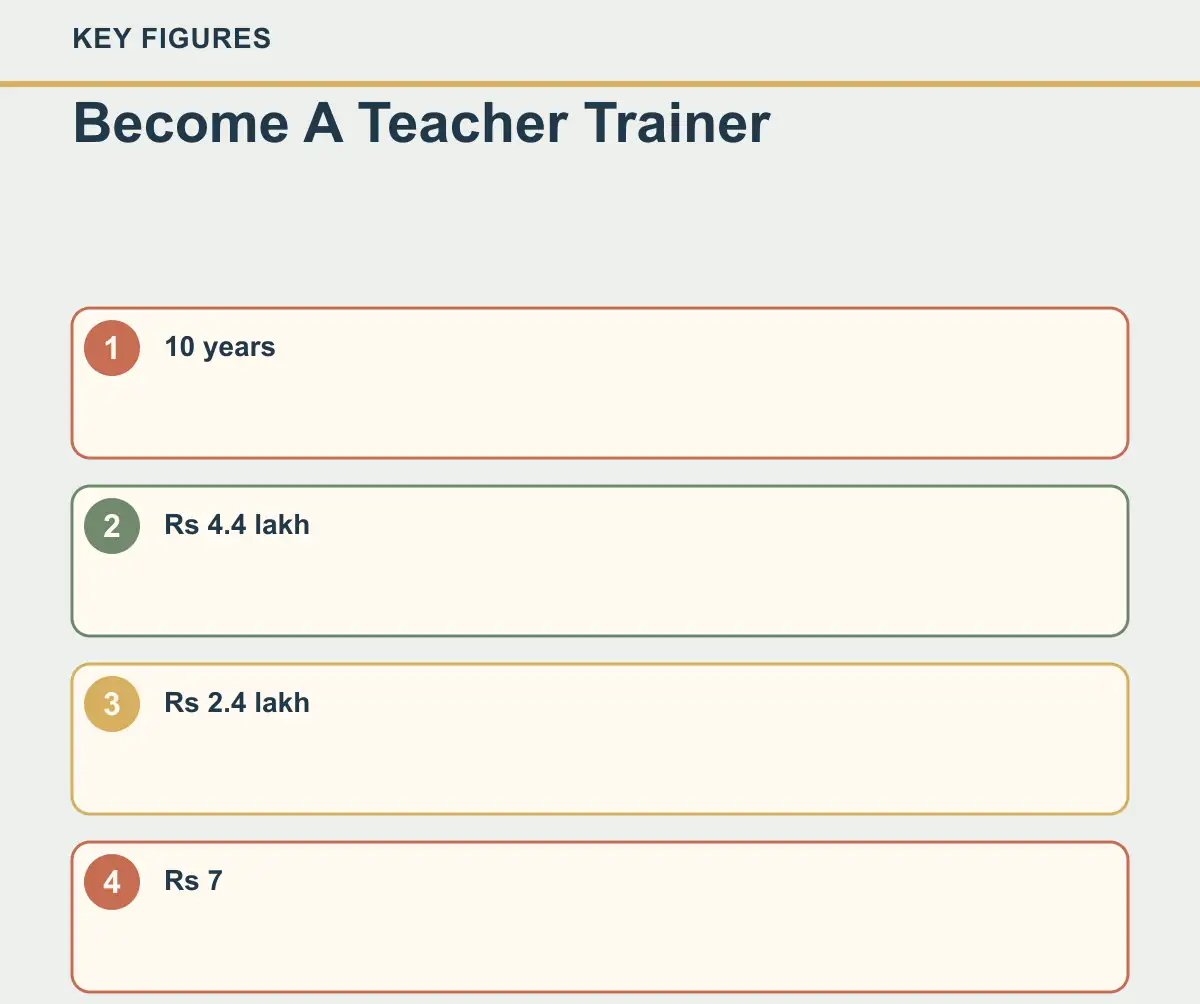 KEY FIGURES
Become A Teacher Trainer
1 10 years
2 Rs 4.4 lakh
3 Rs 2.4 lakh
4 Rs 7